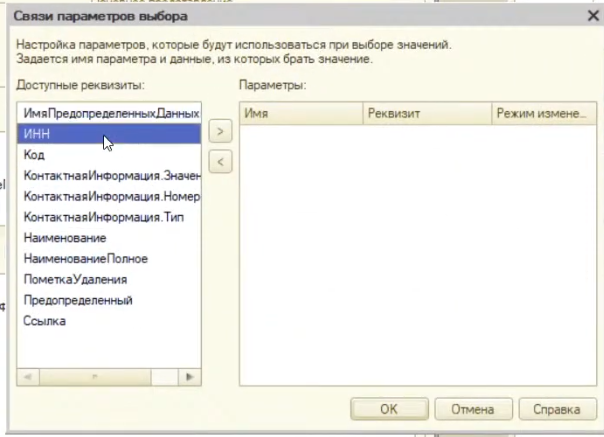 Связи параметров выбора
Настройка параметров, которые будут использоваться при выборе значений.
Задается имя параметра и данные, из которых брать значение.
Доступные реквизиты:
Параметры:
ИмяПредопределенныхДанных
ИНН
Код
КонтактнаяИнформация.Значен
КонтактнаяИнформация.Номер
КонтактнаяИнформация.Тип
Наименование
НаименованиеПолное
ПометкаУдаления
Предопределенный
Ссылка
>
<
Имя Реквизит Режим измене...
OK Отмена Справка